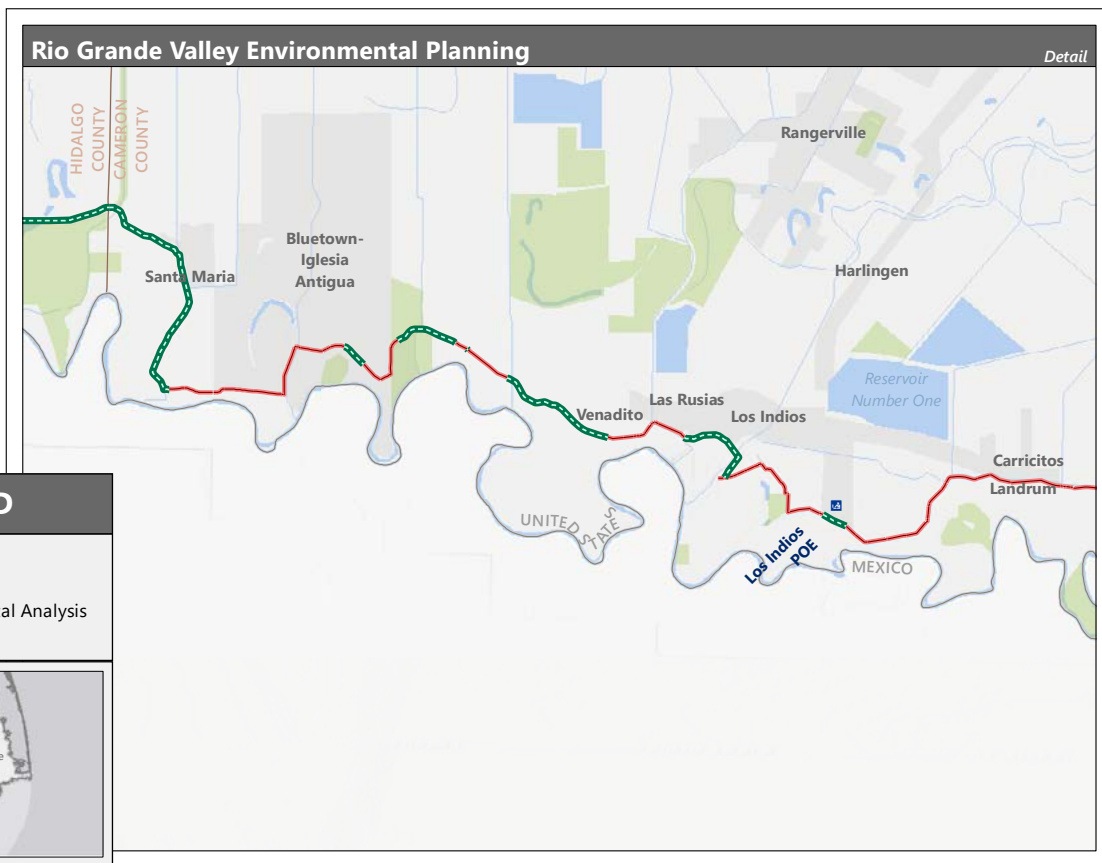 Rio Grande Valley Environmental Planning
Detail
HIDALGO
COUNTY
CAMERON
COUNTY
Rangerville
Bluetown-
Iglesia
Antigua
Santa Maria
Harlingen
Reservoir
Number One
Las Rusias
Venadito
Los Indios
Carricitos
Landrum
UNITED STATES
Los Indios
POE
MEXICO
D
al Analysis